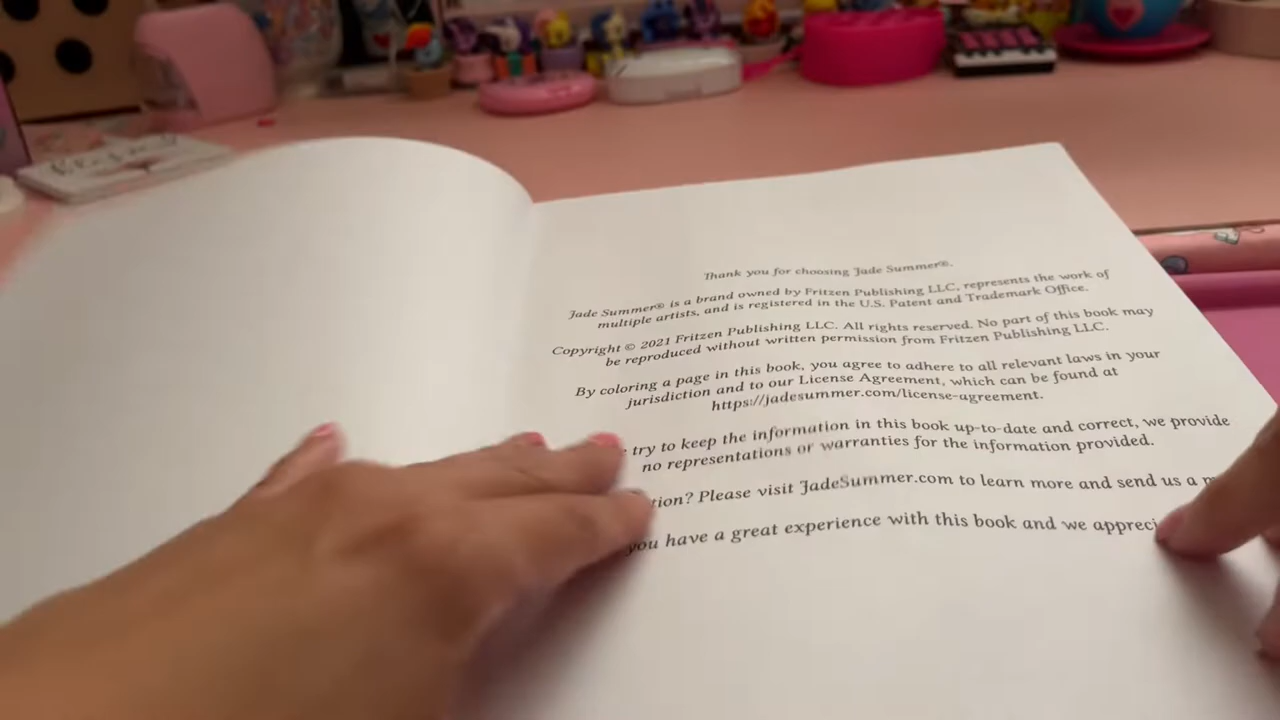 Thank you for choosing Jade Summer®.
Jade Summer® is a brand owned by Fritzen Publishing LLC, represents the work of
multiple artists, and is registered in the U.S. Patent and Trademark Office.
Copyright © 2021 Fritzen Publishing LLC. All rights reserved. No part of this book may
be reproduced without written permission from Fritzen Publishing LLC.
By coloring a page in this book, you agree to adhere to all relevant laws in your
jurisdiction and to our License Agreement, which can be found at
https://jadesummer.com/license-agreement.
try to keep the information in this book up-to-date and correct, we provide
no representations or warranties for the information provided.
tion? Please visit JadeSummer.com to learn more and send us a
you have a great experience with this book and we appreci